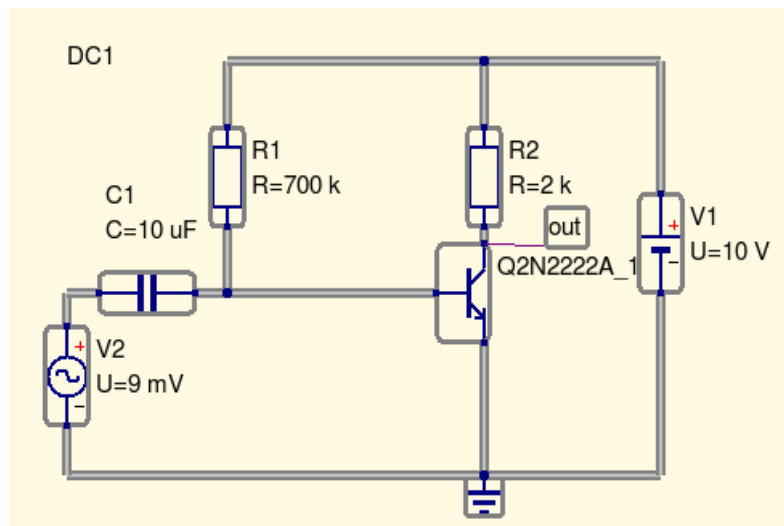 DC1
R1
R=700 k
R2
R=2 k
C1
C=10 uF
out
Q2N2222A_1
V1
U=10 V
V2
U=9 mV